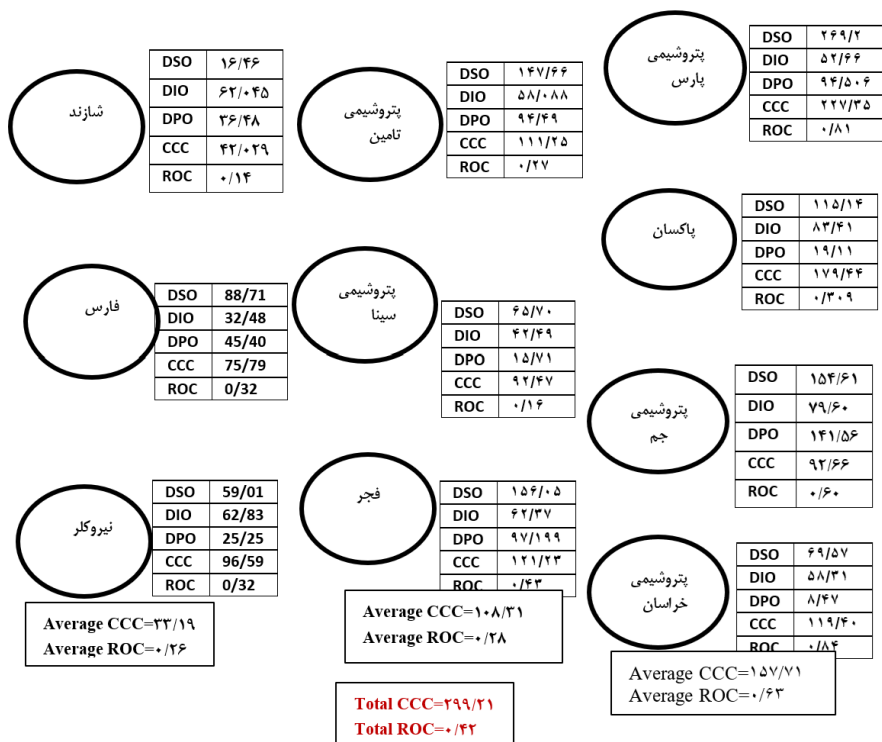 شازند
DSO ۱۶/۴۶
DIO ۶۲/۰۴۵
DPO ۳۶/۴۸
CCC ۴۲/۰۲۹
ROC ۰/۱۴
پتروشیمی
تامین
DSO ۱۴۷/۶۶
DIO ۵۸/۰۸۸
DPO ۹۴/۴۹
CCC ۱۱۱/۲۵
ROC ۰/۲۷
پتروشیمی
پارس
DSO ۲۶۹/۲
DIO ۵۲/۶۶
DPO ۹۴/۵۰۶
CCC ۲۲۷/۳۵
ROC ۰/۸۱
فارس
DSO 88/71
DIO 32/48
DPO 45/40
CCC 75/79
ROC 0/32
پتروشیمی
سینا
DSO ۶۵/۷۰
DIO ۴۲/۴۹
DPO ۱۵/۷۱
CCC ۹۲/۴۷
ROC ۰/۱۶
پاکسان
DSO ۱۱۵/۱۴
DIO ۸۳/۴۱
DPO ۱۹/۱۱
CCC ۱۷۹/۴۴
ROC ۰/۳۰۹
پتروشیمی
جم
DSO ۱۵۴/۶۱
DIO ۷۹/۶۰
DPO ۱۴۱/۵۶
CCC ۹۲/۶۶
ROC ۰/۶۰
نیروکلر
DSO 59/01
DIO 62/83
DPO 25/25
CCC 96/59
ROC 0/32
فجر
DSO ۱۵۶/۰۵
DIO ۶۲/۳۷
DPO ۹۷/۱۹۹
CCC ۱۲۱/۲۳
ROC ۰/۴۳
پتروشیمی
خراسان
DSO ۶۹/۵۷
DIO ۵۸/۳۱
DPO ۸/۴۷
CCC ۱۱۹/۴۰
ROC ۰/۸۴
Average CCC=۳۳/۱۹
Average ROC=۰/۲۶
Average CCC=۱۰۸/۳۱
Average ROC=۰/۲۸
Average CCC=۱۵۷/۷۱
Average ROC=۰/۶۳
Total CCC=۲۹۹/۲۱
Total ROC=۰/۴۲